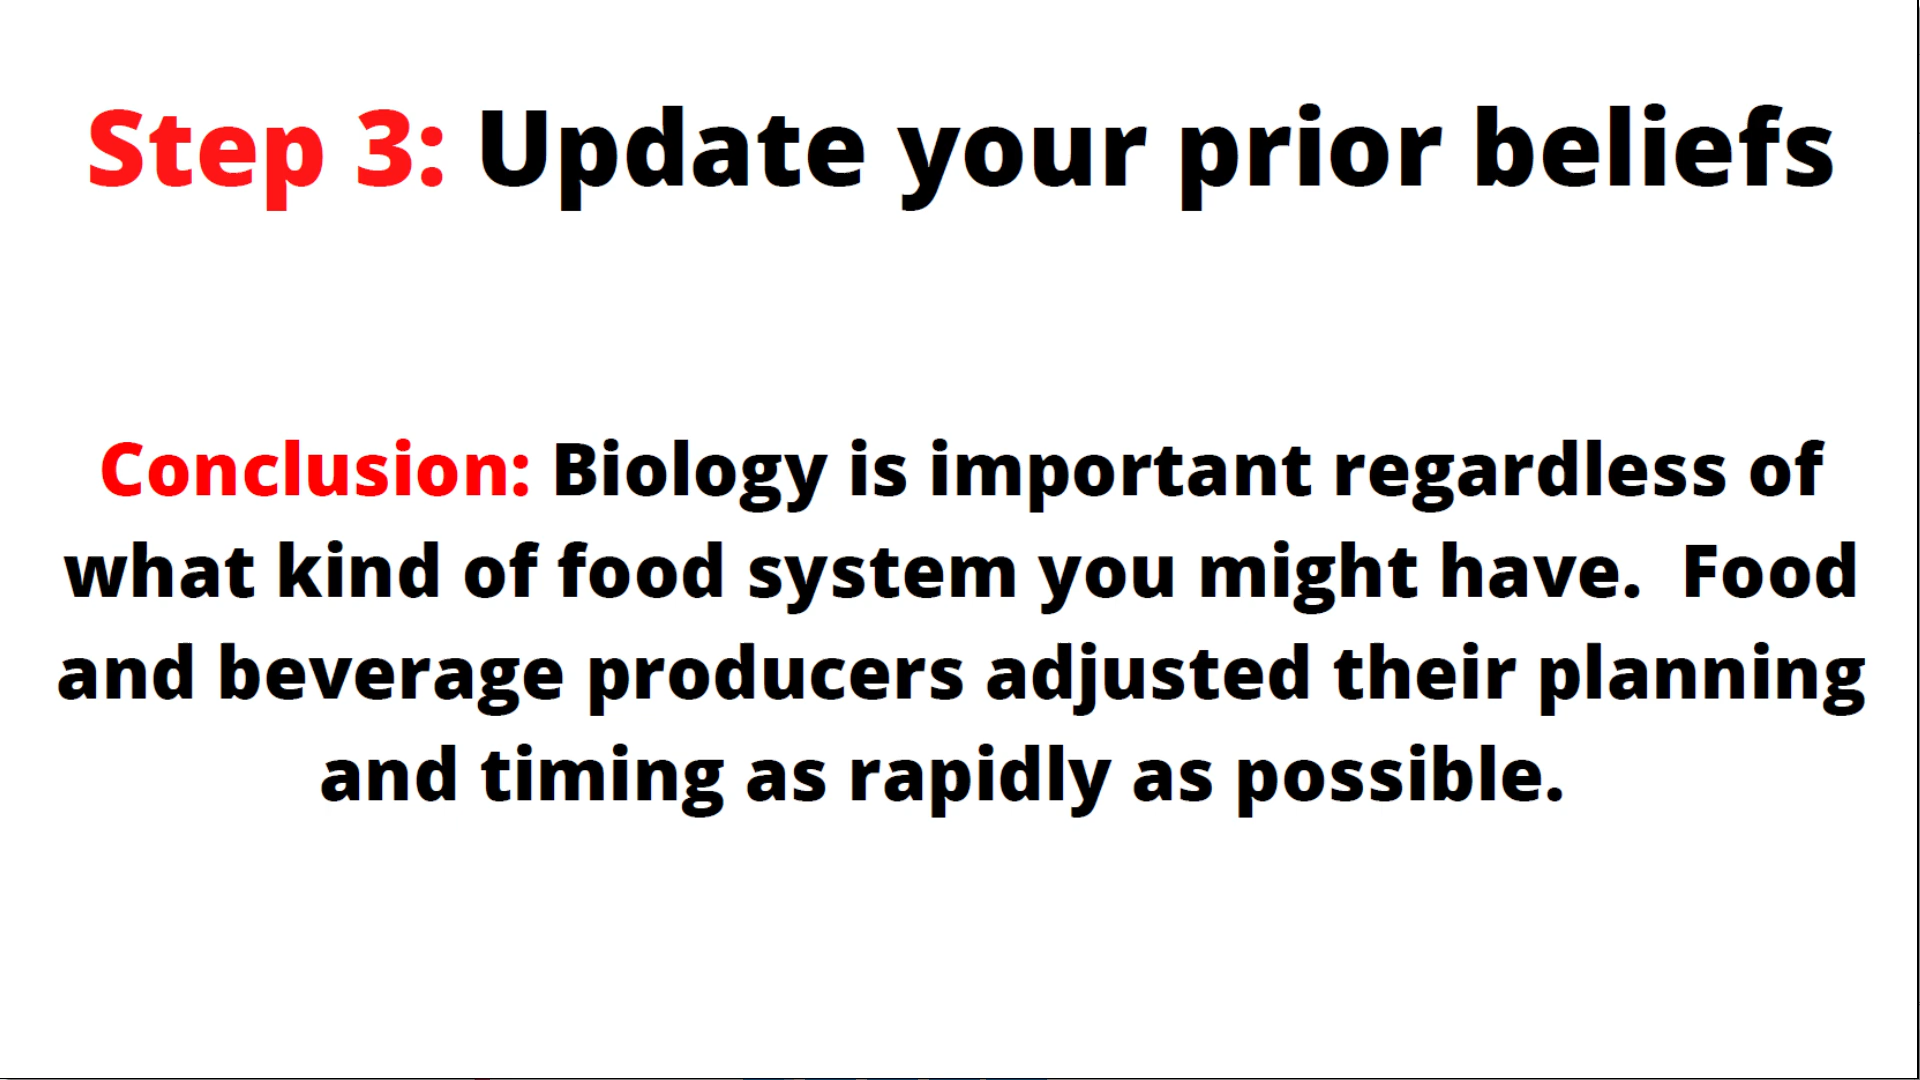 Step 3: Update your prior beliefs
Conclusion: Biology is important regardless of
what kind of food system you might have.  Food
and beverage producers adjusted their planning
and timing as rapidly as possible.